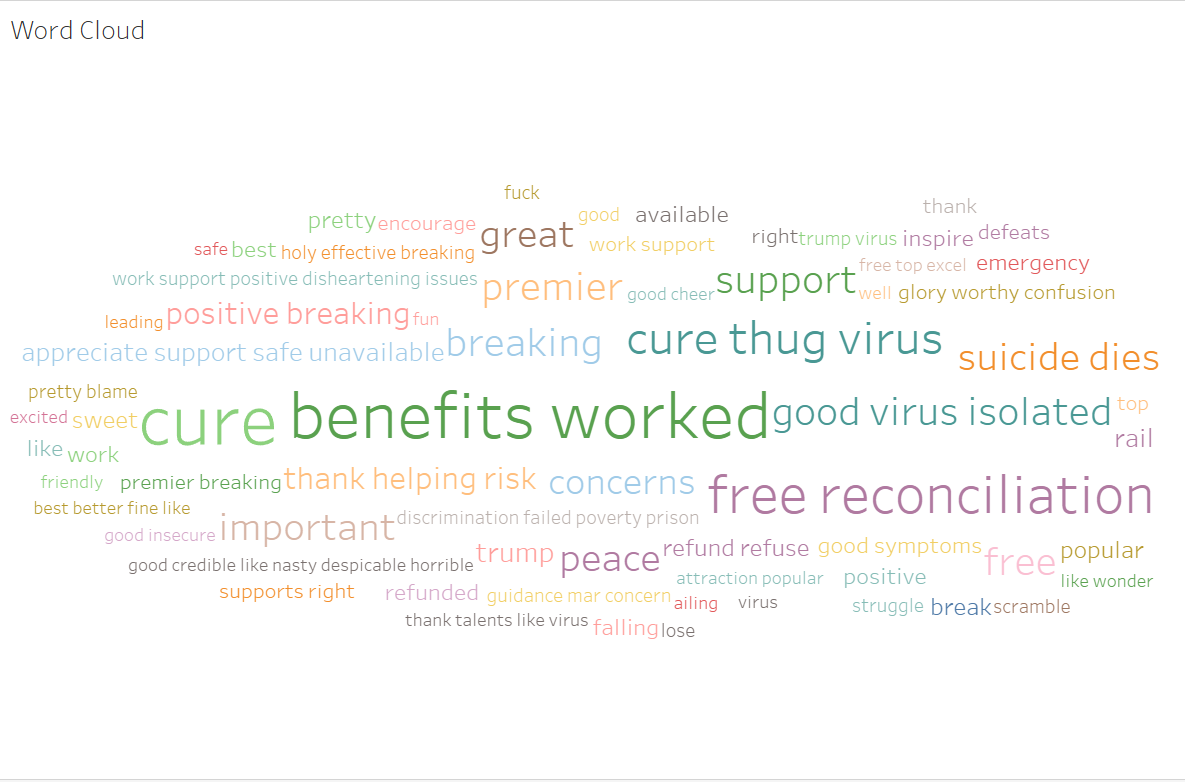 Word Cloud
fuck
pretty encourage great good available thank
safe best holy effective breaking work support right trump virus inspire defeats
work support positive disheartening issues premier good cheer support free top excel emergency
well glory worthy confusion
leading positive breaking fun
appreciate support safe unavailable breaking cure thug virus suicide dies
pretty blame
excited sweet cure benefits worked good virus isolated top
like work rail
friendly premier breaking thank helping risk concerns free reconciliation
best better fine like
good insecure important discrimination failed poverty prison
good credible like nasty despicable horrible trump peace refund refuse good symptoms free popular
supports right refunded guidance mar concern attraction popular positive like wonder
ailing virus struggle break scramble
thank talents like virus falling lose